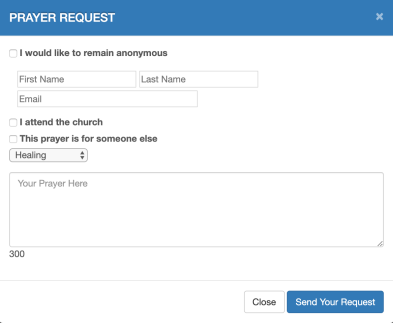 PRAYER REQUEST ×
I would like to remain anonymous
First Name Last Name
Email
I attend the church
This prayer is for someone else
Healing
Your Prayer Here
300
Close Send Your Request